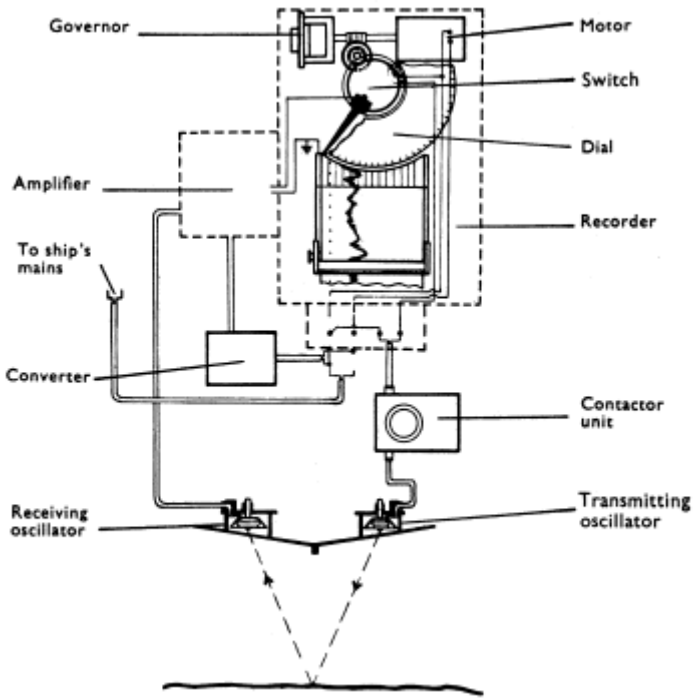 Governor
Motor
Switch
Dial
Amplifier
Recorder
To ship's
mains
Converter
Contactor
unit
Receiving
oscillator
Transmitting
oscillator